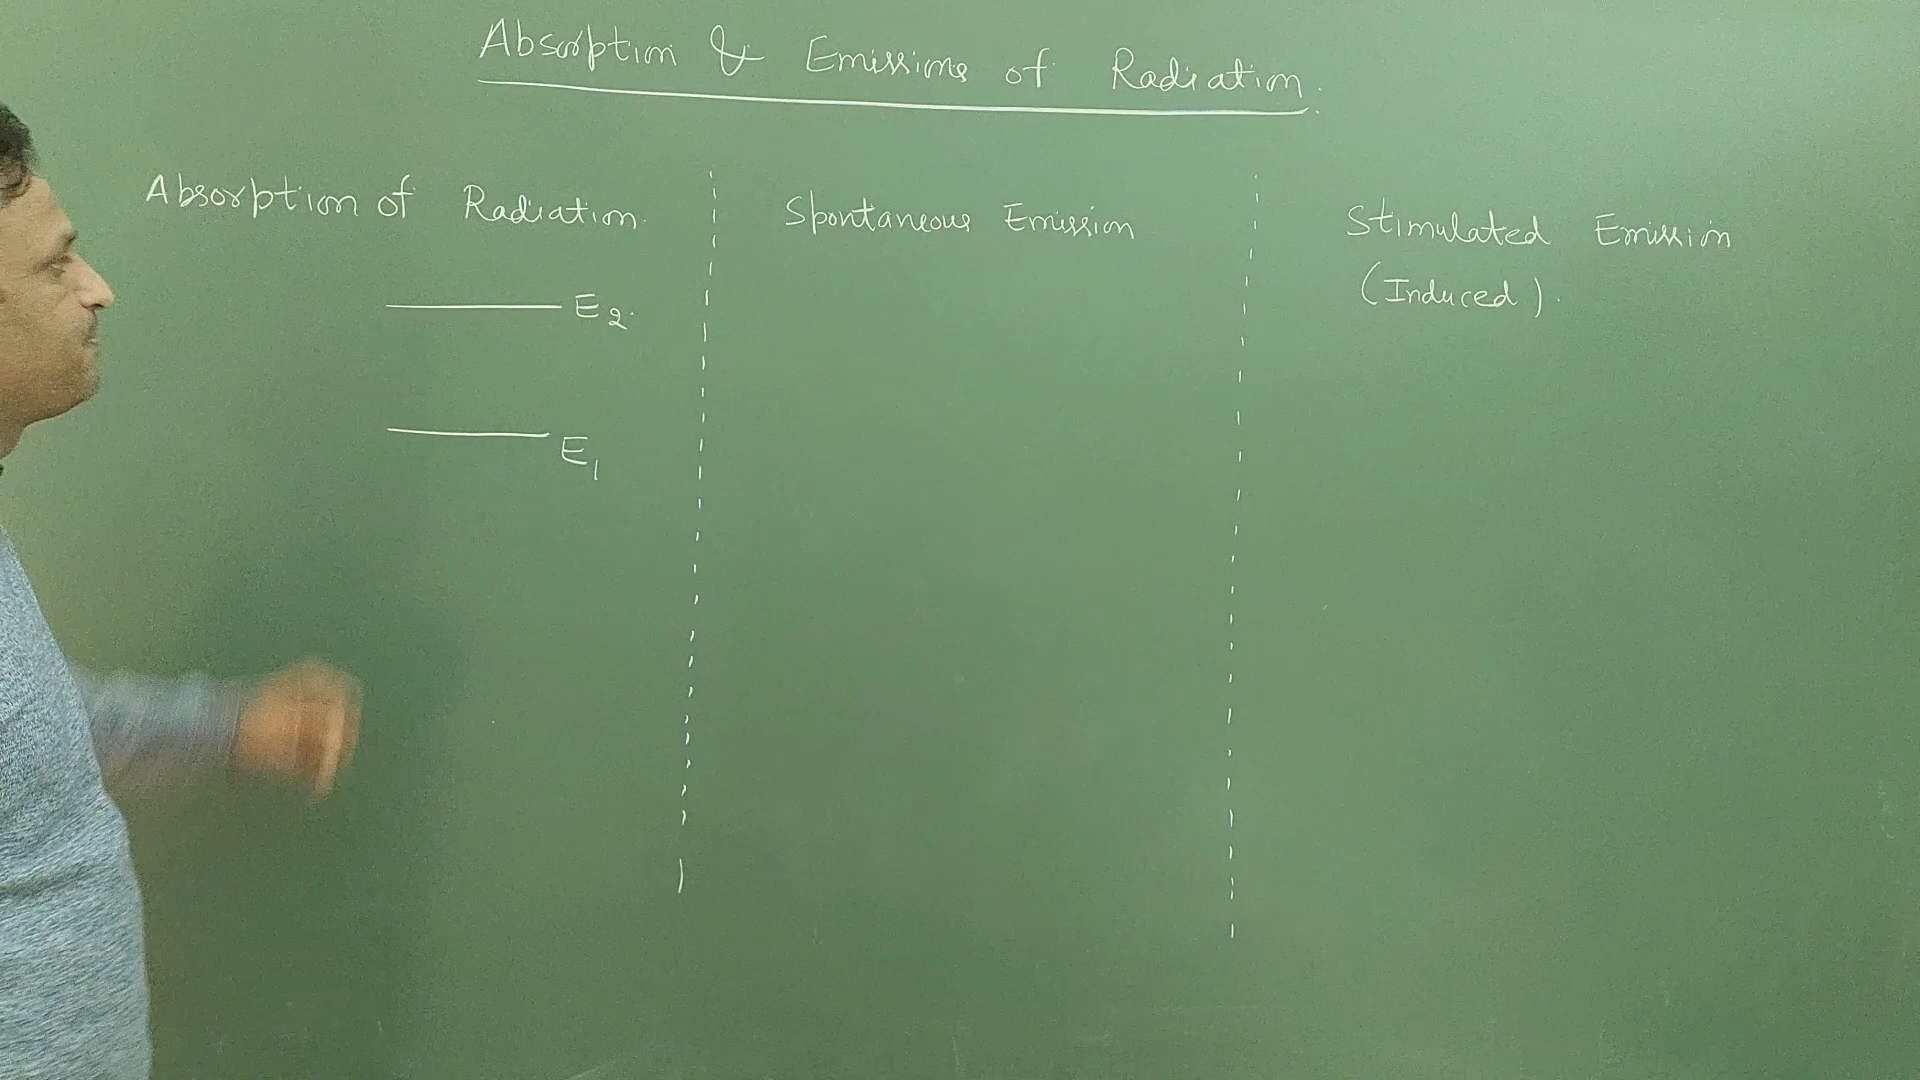 Absorption & Emissions of Radiation:
Absorption of Radiation.
E2.
E1
Spontaneous Emission
Stimulated Emission
(Induced).